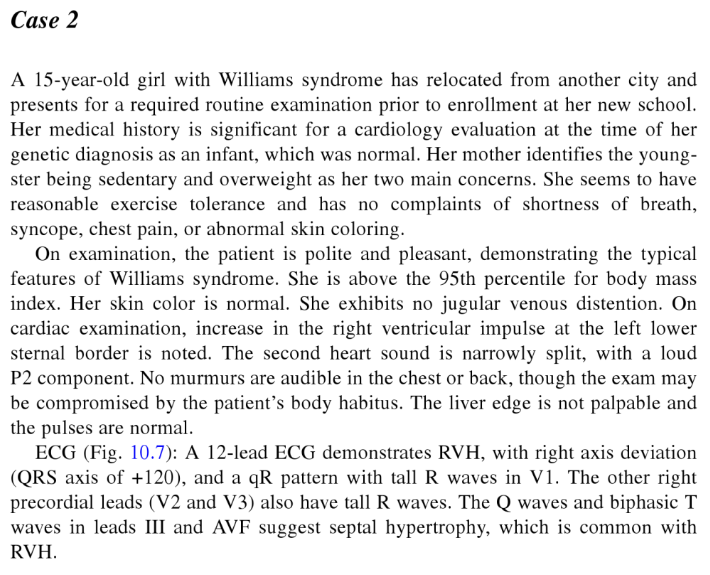 Case 2
A 15-year-old girl with Williams syndrome has relocated from another city and
presents for a required routine examination prior to enrollment at her new school.
Her medical history is significant for a cardiology evaluation at the time of her
genetic diagnosis as an infant, which was normal. Her mother identifies the young-
ster being sedentary and overweight as her two main concerns. She seems to have
reasonable exercise tolerance and has no complaints of shortness of breath,
syncope, chest pain, or abnormal skin coloring.
On examination, the patient is polite and pleasant, demonstrating the typical
features of Williams syndrome. She is above the 95th percentile for body mass
index. Her skin color is normal. She exhibits no jugular venous distention. On
cardiac examination, increase in the right ventricular impulse at the left lower
sternal border is noted. The second heart sound is narrowly split, with a loud
P2 component. No murmurs are audible in the chest or back, though the exam may
be compromised by the patient's body habitus. The liver edge is not palpable and
the pulses are normal.
ECG (Fig. 10.7): A 12-lead ECG demonstrates RVH, with right axis deviation
(QRS axis of +120), and a qR pattern with tall R waves in V1. The other right
precordial leads (V2 and V3) also have tall R waves. The Q waves and biphasic T
waves in leads III and AVF suggest septal hypertrophy, which is common with
RVH.